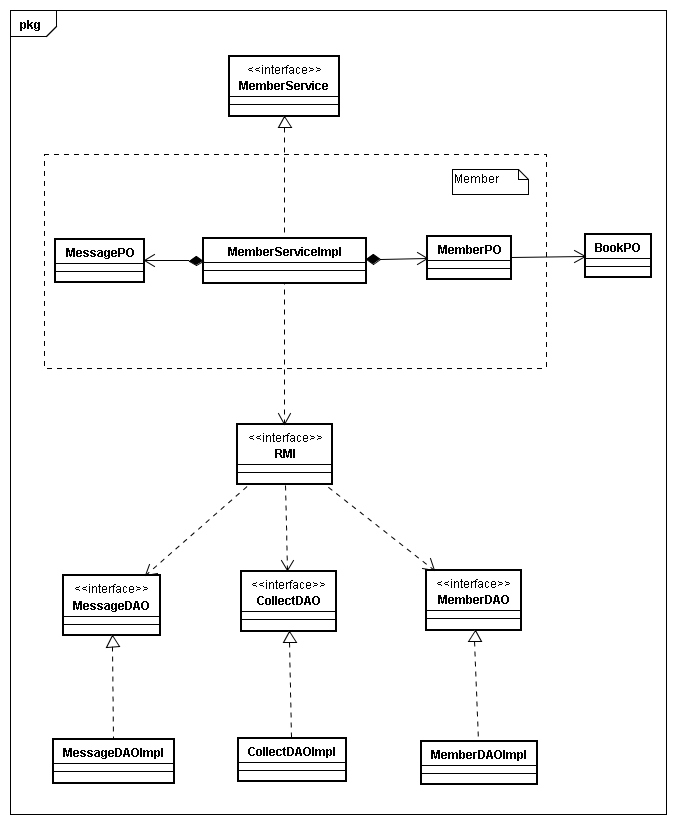 pkg
<<interface>>
MemberService
Member
MessagePO
MemberServiceImpl
MemberPO
BookPO
<<interface>>
RMI
<<interface>>
MessageDAO
<<interface>>
CollectDAO
<<interface>>
MemberDAO
MessageDAOImpl
CollectDAOImpl
MemberDAOImpl